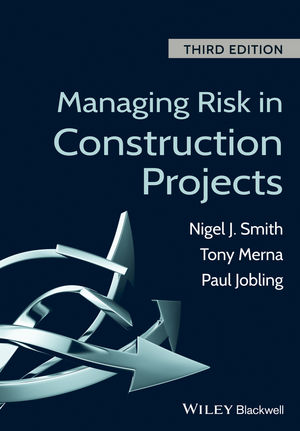 THIRD EDITION
Managing Risk in
Construction
Projects
Nigel J. Smith
Tony Merna
Paul Jobling
WILEY Blackwell